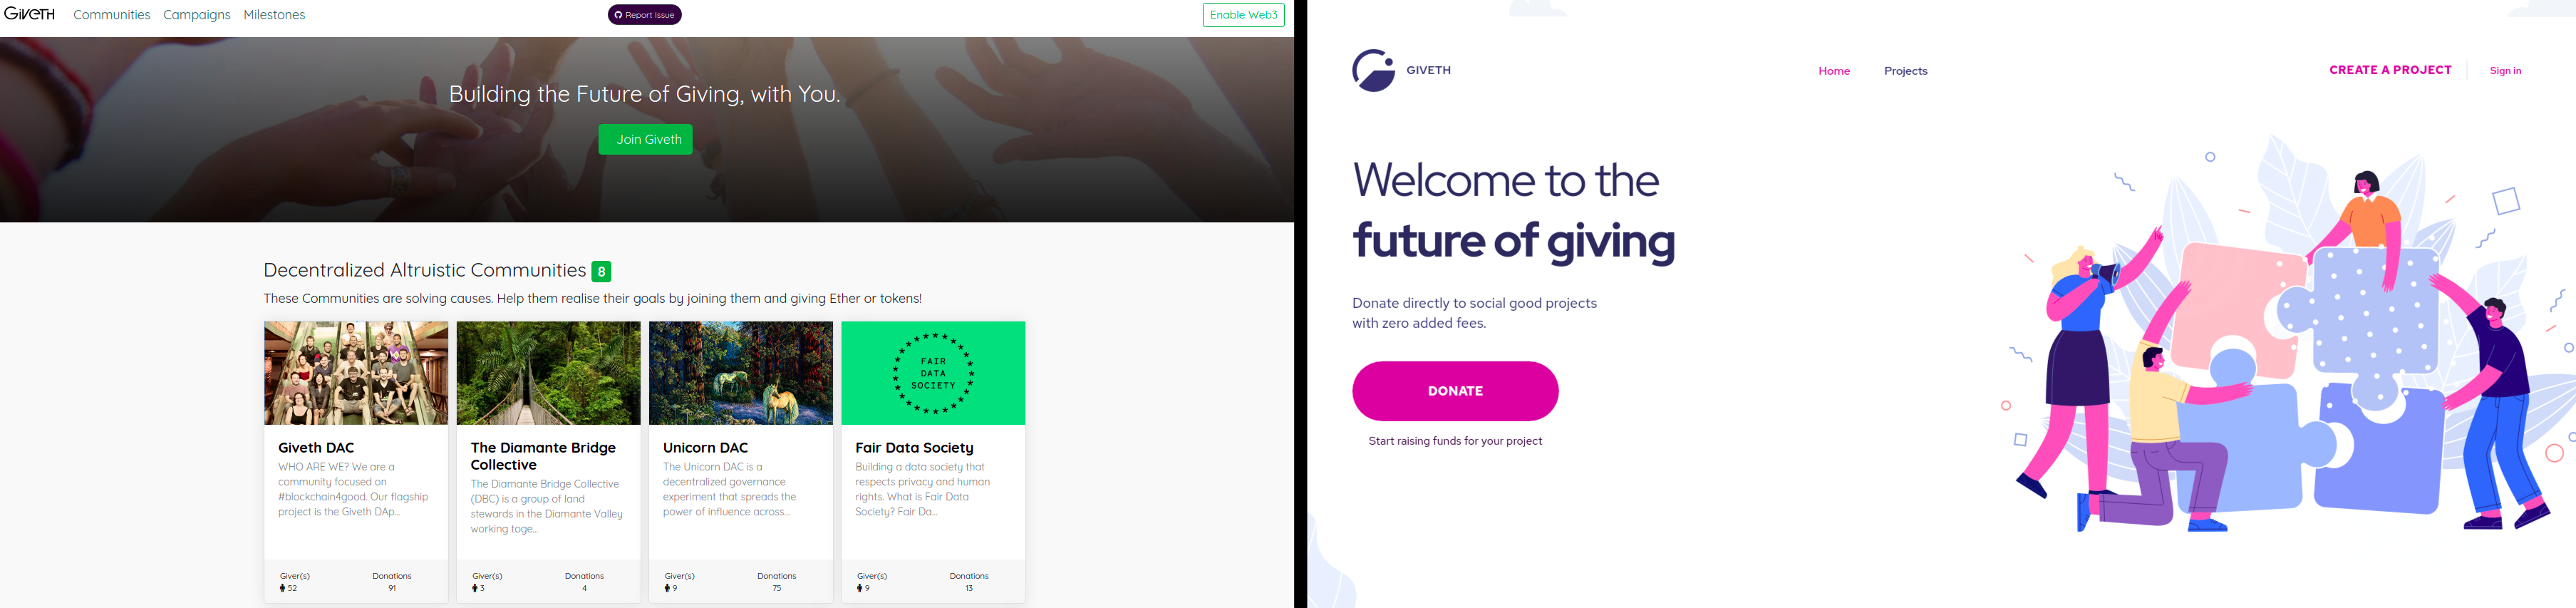 GIVETH Communities Campaigns Milestones Report Issue Enable Web3
Building the Future of Giving, with You.
Join Giveth
Decentralized Altruistic Communities 8
These Communities are solving causes. Help them realise their goals by joining them and giving Ether or tokens!
FAIR
DATA
SOCIETY
Giveth DAC
WHO ARE WE? We are a
community focused on
#blockchain4good. Our flagship
project is the Giveth DAp...
Giver(s) Donations
52 91
The Diamante Bridge
Collective
The Diamante Bridge Collective
(DBC) is a group of land
stewards in the Diamante Valley
working toge...
Giver(s) Donations
3 4
Unicorn DAC
The Unicorn DAC is a
decentralized governance
experiment that spreads the
power of influence across...
Giver(s) Donations
9 75
Fair Data Society
Building a data society that
respects privacy and human
rights. What is Fair Data
Society? Fair Da...
Giver(s) Donations
9 13
GIVETH Home Projects CREATE A PROJECT Sign in
Welcome to the
future of giving
Donate directly to social good projects
with zero added fees.
DONATE
Start raising funds for your project